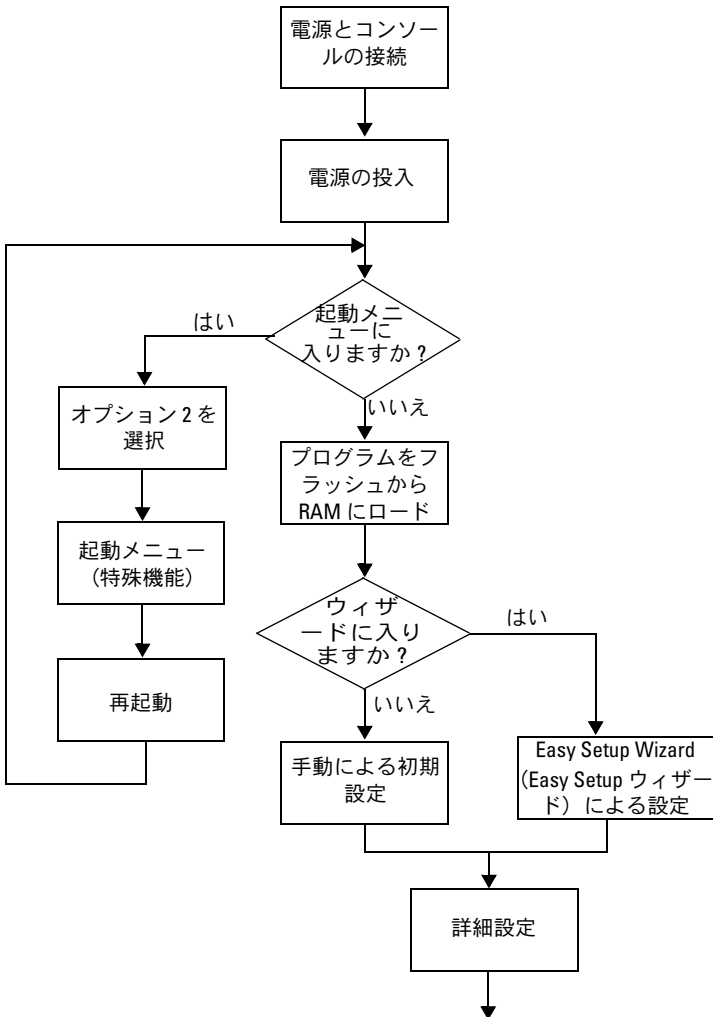 電源とコンソー
ルの接続
電源の投入
起動メニ
ューに
入りますか ?
はい
いいえ
オプション 2 を
選択
プログラムをフ
ラッシュから
RAM にロード
起動メニュー
（特殊機能）
ウィザ
ードに入り
ますか ?
はい
いいえ
再起動
手動による初期
設定
Easy Setup Wizard
（Easy Setup ウィザー
ド）による設定
詳細設定